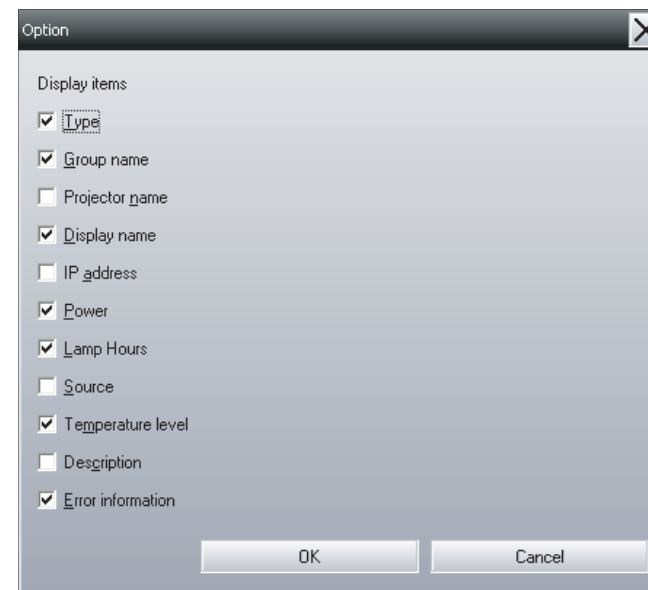 Option
Display items
Type
Group name
Projector name
Display name
IP address
Power
Lamp Hours
Source
Temperature level
Description
Error information
OK Cancel